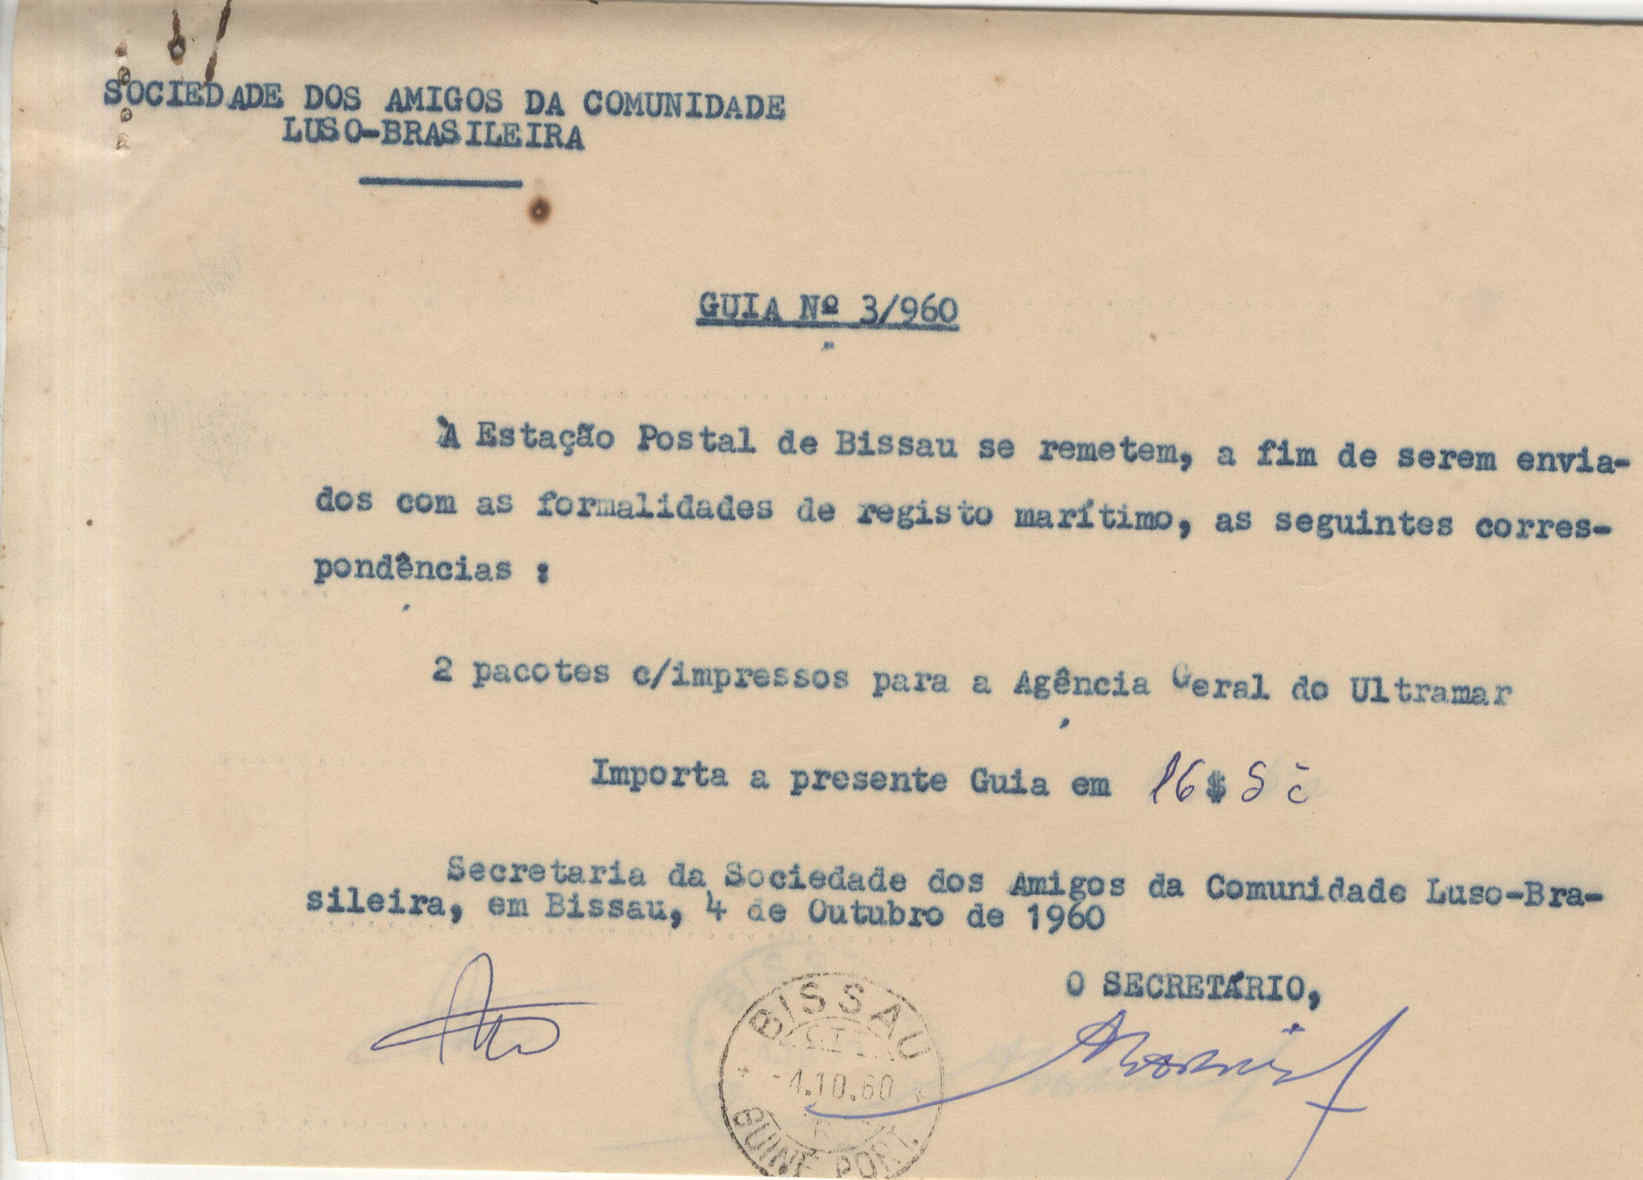 SOCIEDADE DOS AMIGOS DA COMUNIDADE
LUSO-BRASILEIRA
GUIA Nº 3/960
À Estação Postal de Bissau se remetem, a fim de serem envia-
dos com as formalidades de registo marítimo, as seguintes corres-
pondências :
2 pacotes c/impressos para a Agência Geral do Ultramar
Importa a presente Guia em 16$
Secretaria da Sociedade dos Amigos da Comunidade Luso-Bra-
sileira, em Bissau, 4 de Outubro de 1960
O SECRETÁRIO,
BISSAU
-4.10.60
GUINÉ PORT.